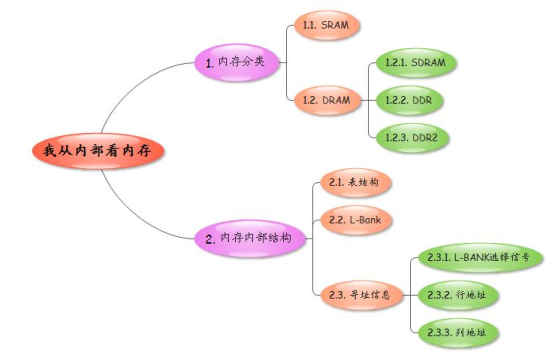 我从内部看内存
1. 内存分类
1.1. SRAM
1.2. DRAM
1.2.1. SDRAM
1.2.2. DDR
1.2.3. DDR2
2. 内存内部结构
2.1. 表结构
2.2. L-Bank
2.3. 寻址信息
2.3.1. L-BANK选择信号
2.3.2. 行地址
2.3.3. 列地址